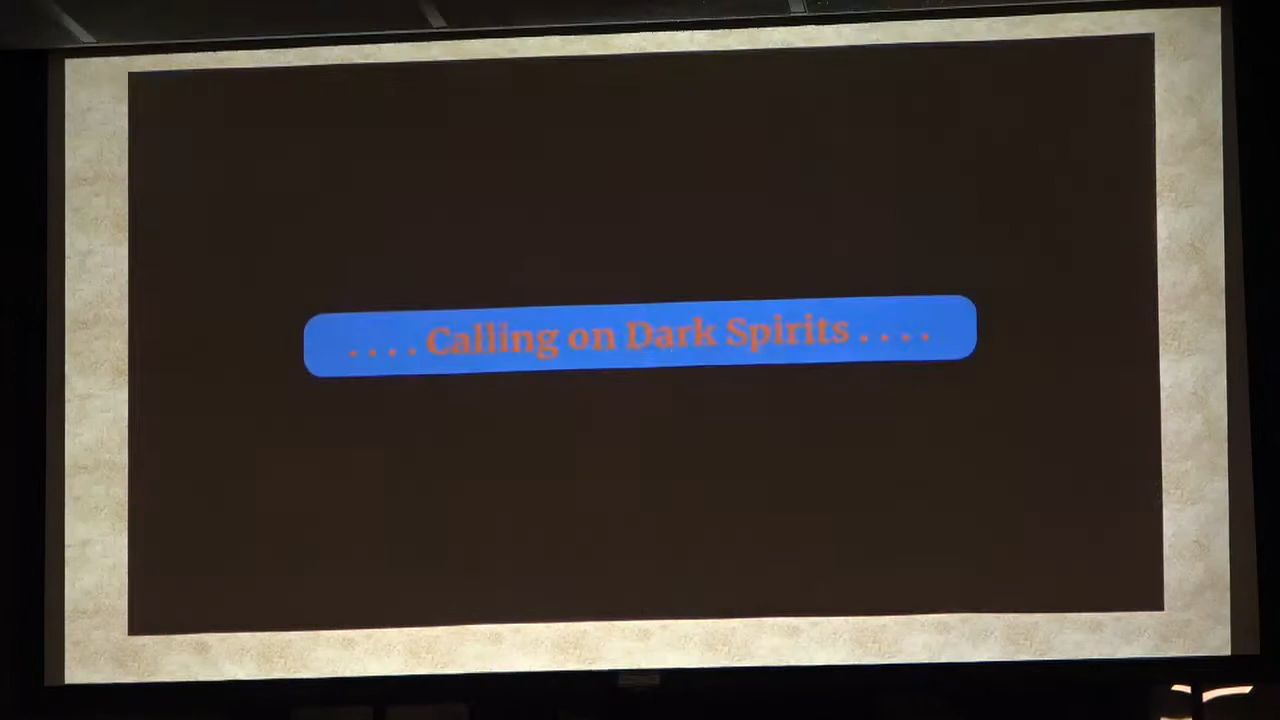 . . . . Calling on Dark Spirits . . . .